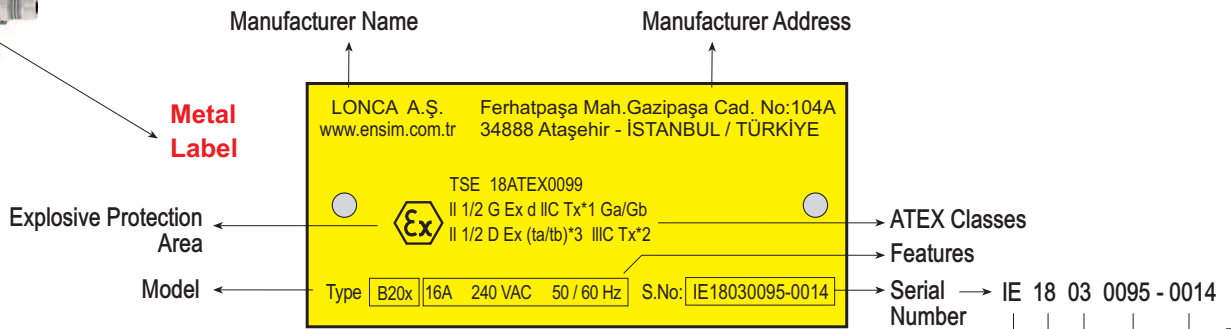 Manufacturer Name
Manufacturer Address
Metal
Label
LONCA A.Ş.
www.ensim.com.tr
Ferhatpaşa Mah.Gazipaşa Cad. No:104A
34888 Ataşehir - İSTANBUL / TÜRKİYE
TSE 18ATEX0099
II 1/2 G Ex d IIC Tx*1 Ga/Gb
II 1/2 D Ex (ta/tb)*3 IIIC Tx*2
Ex
Explosive Protection
Area
ATEX Classes
Features
Model
Type B20x 16A 240 VAC 50 / 60 Hz S.No: IE18030095-0014
Serial
Number
IE 18 03 0095 - 0014